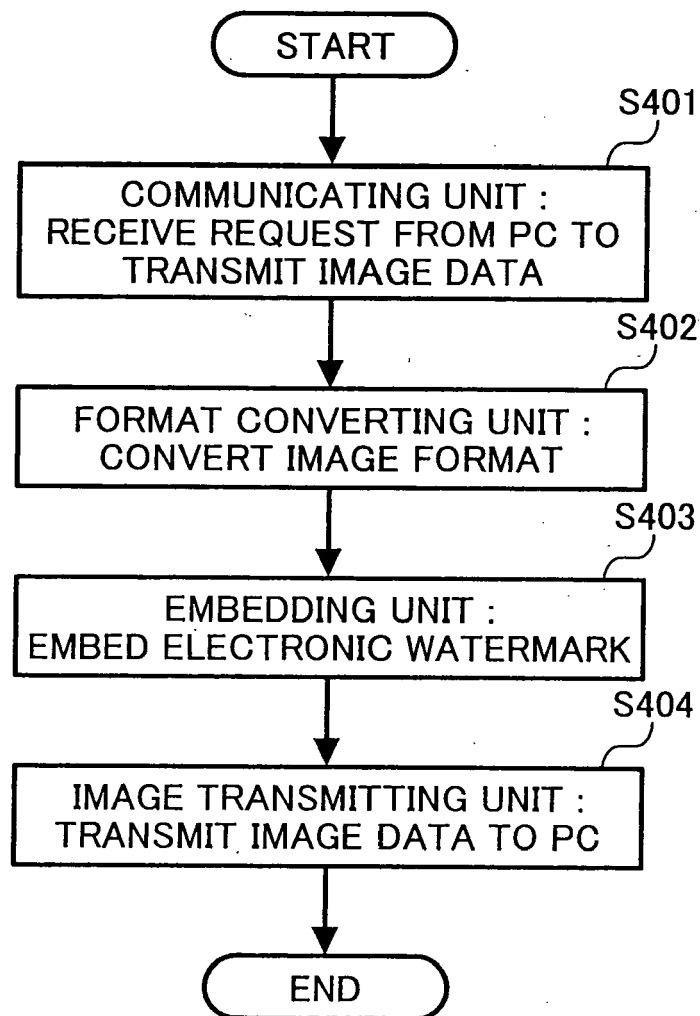 START
S401
COMMUNICATING UNIT :
RECEIVE REQUEST FROM PC TO
TRANSMIT IMAGE DATA
S402
FORMAT CONVERTING UNIT :
CONVERT IMAGE FORMAT
S403
EMBEDDING UNIT :
EMBED ELECTRONIC WATERMARK
S404
IMAGE TRANSMITTING UNIT :
TRANSMIT IMAGE DATA TO PC
END